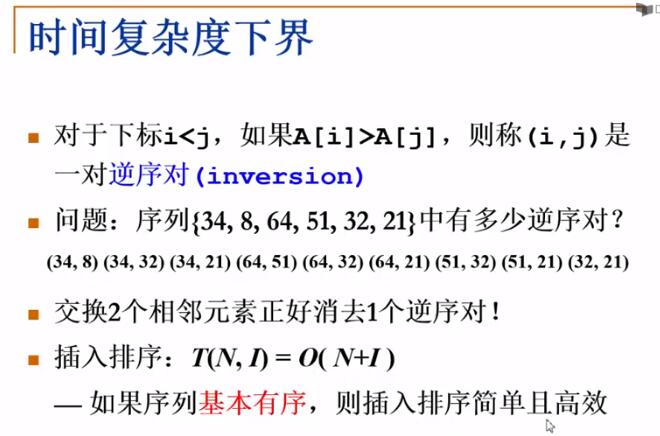 时间复杂度下界
对于下标i<j，如果A[i]>A[j]，则称(i,j)是
一对逆序对(inversion)
问题：序列{34, 8, 64, 51, 32, 21}中有多少逆序对？
(34, 8) (34, 32) (34, 21) (64, 51) (64, 32) (64, 21) (51, 32) (51, 21) (32, 21)
交换2个相邻元素正好消去1个逆序对！
插入排序：T(N, I) = O( N+I )
— 如果序列基本有序，则插入排序简单且高效